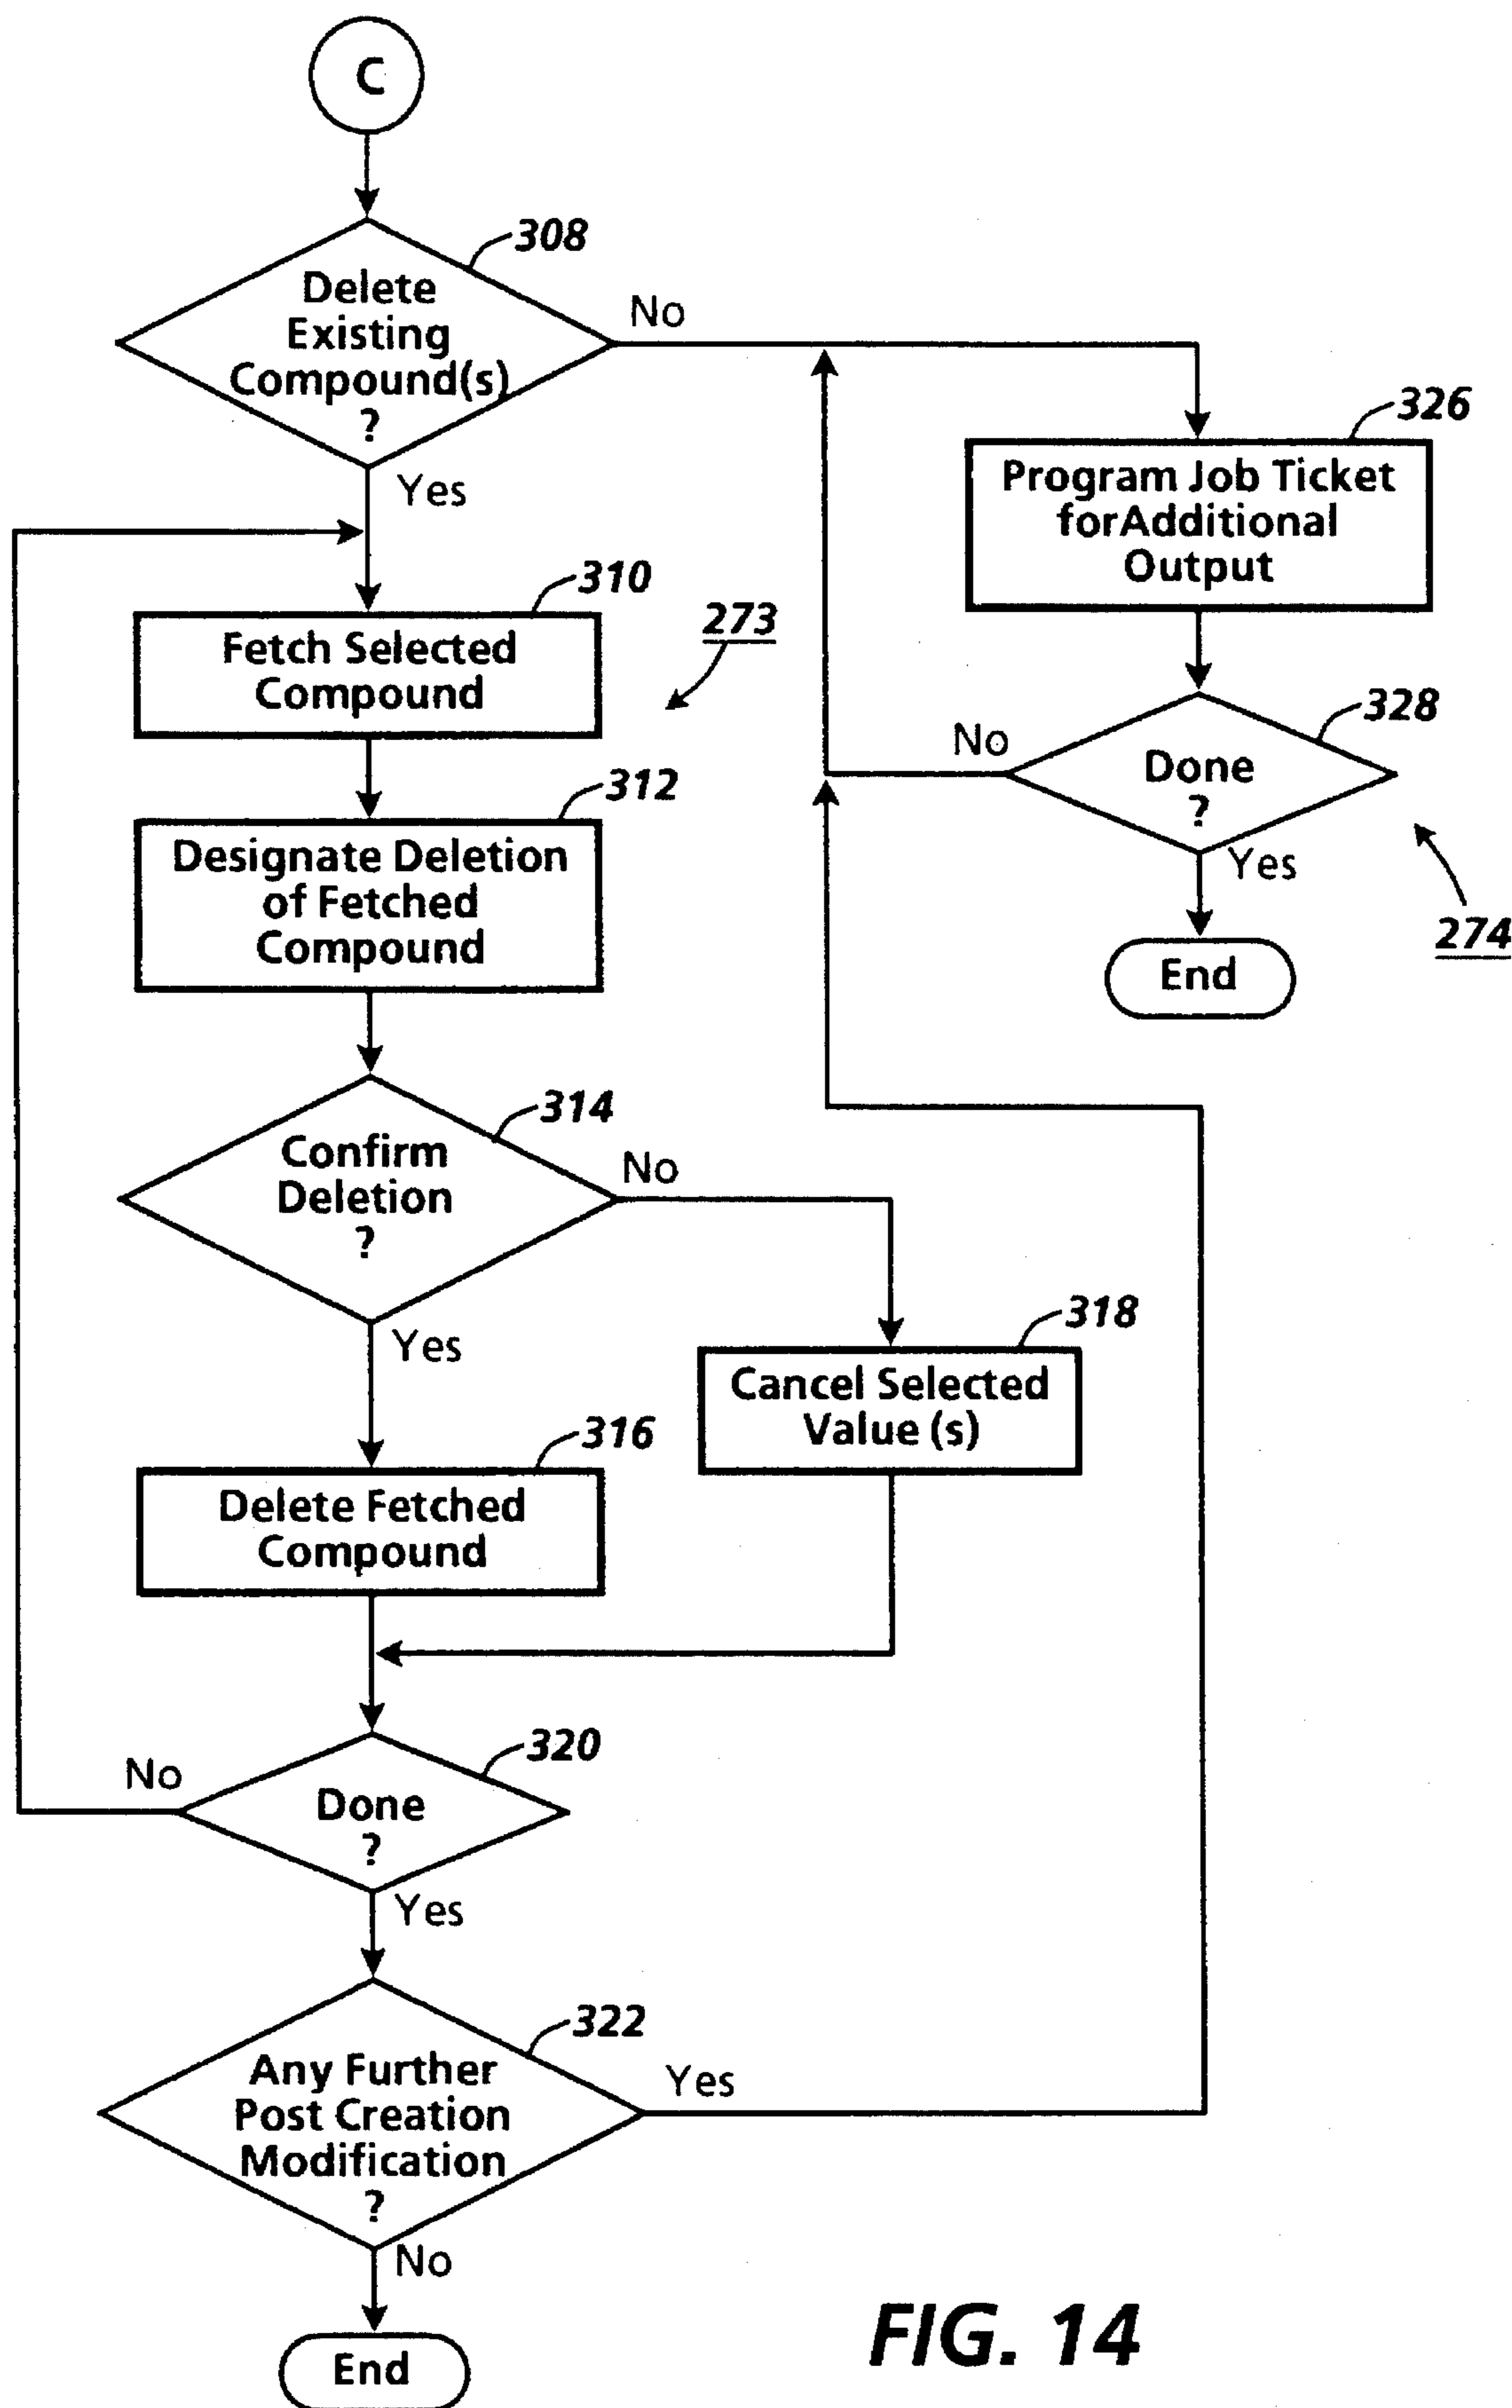 C
308
Delete
Existing
Compound(s)
?
No
Yes
326
Program Job Ticket
forAdditional
Output
310
Fetch Selected
Compound
273
328
No
Done
?
Yes
274
End
312
Designate Deletion
of Fetched
Compound
314
Confirm
Deletion
?
No
Yes
318
Cancel Selected
Value (s)
316
Delete Fetched
Compound
320
No
Done
?
Yes
322
Any Further
Post Creation
Modification
?
Yes
No
End
FIG. 14